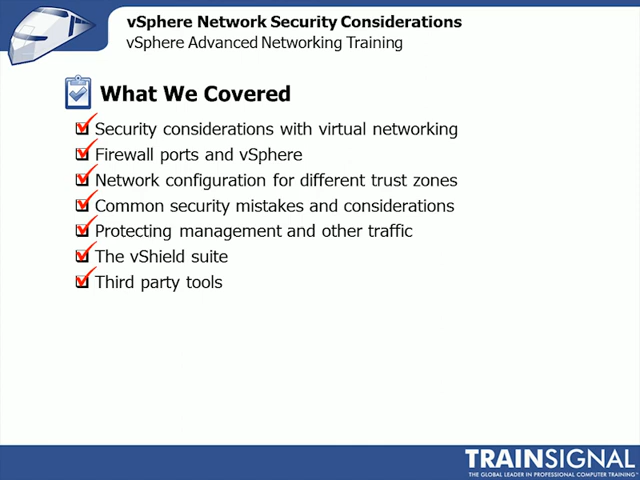 vSphere Network Security Considerations
vSphere Advanced Networking Training
What We Covered
Security considerations with virtual networking
Firewall ports and vSphere
Network configuration for different trust zones
Common security mistakes and considerations
Protecting management and other traffic
The vShield suite
Third party tools
TRAINSIGNAL
THE GLOBAL LEADER IN PROFESSIONAL COMPUTER TRAINING